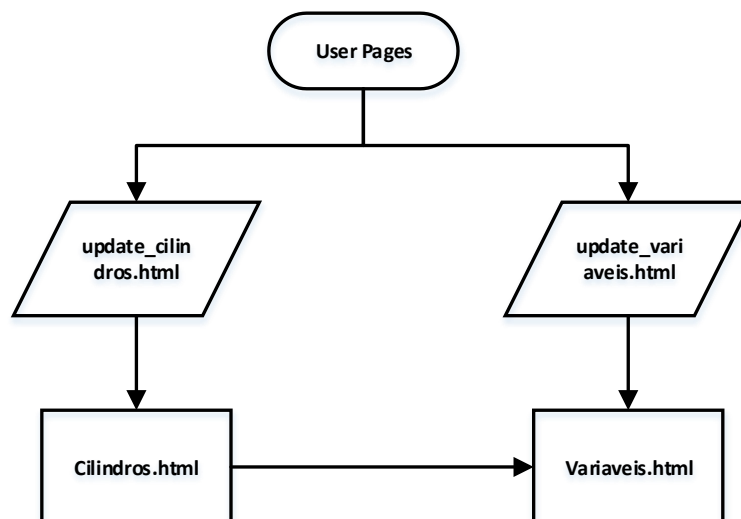 User Pages
update_cilin
dros.html
update_vari
aveis.html
Cilindros.html
Variaveis.html